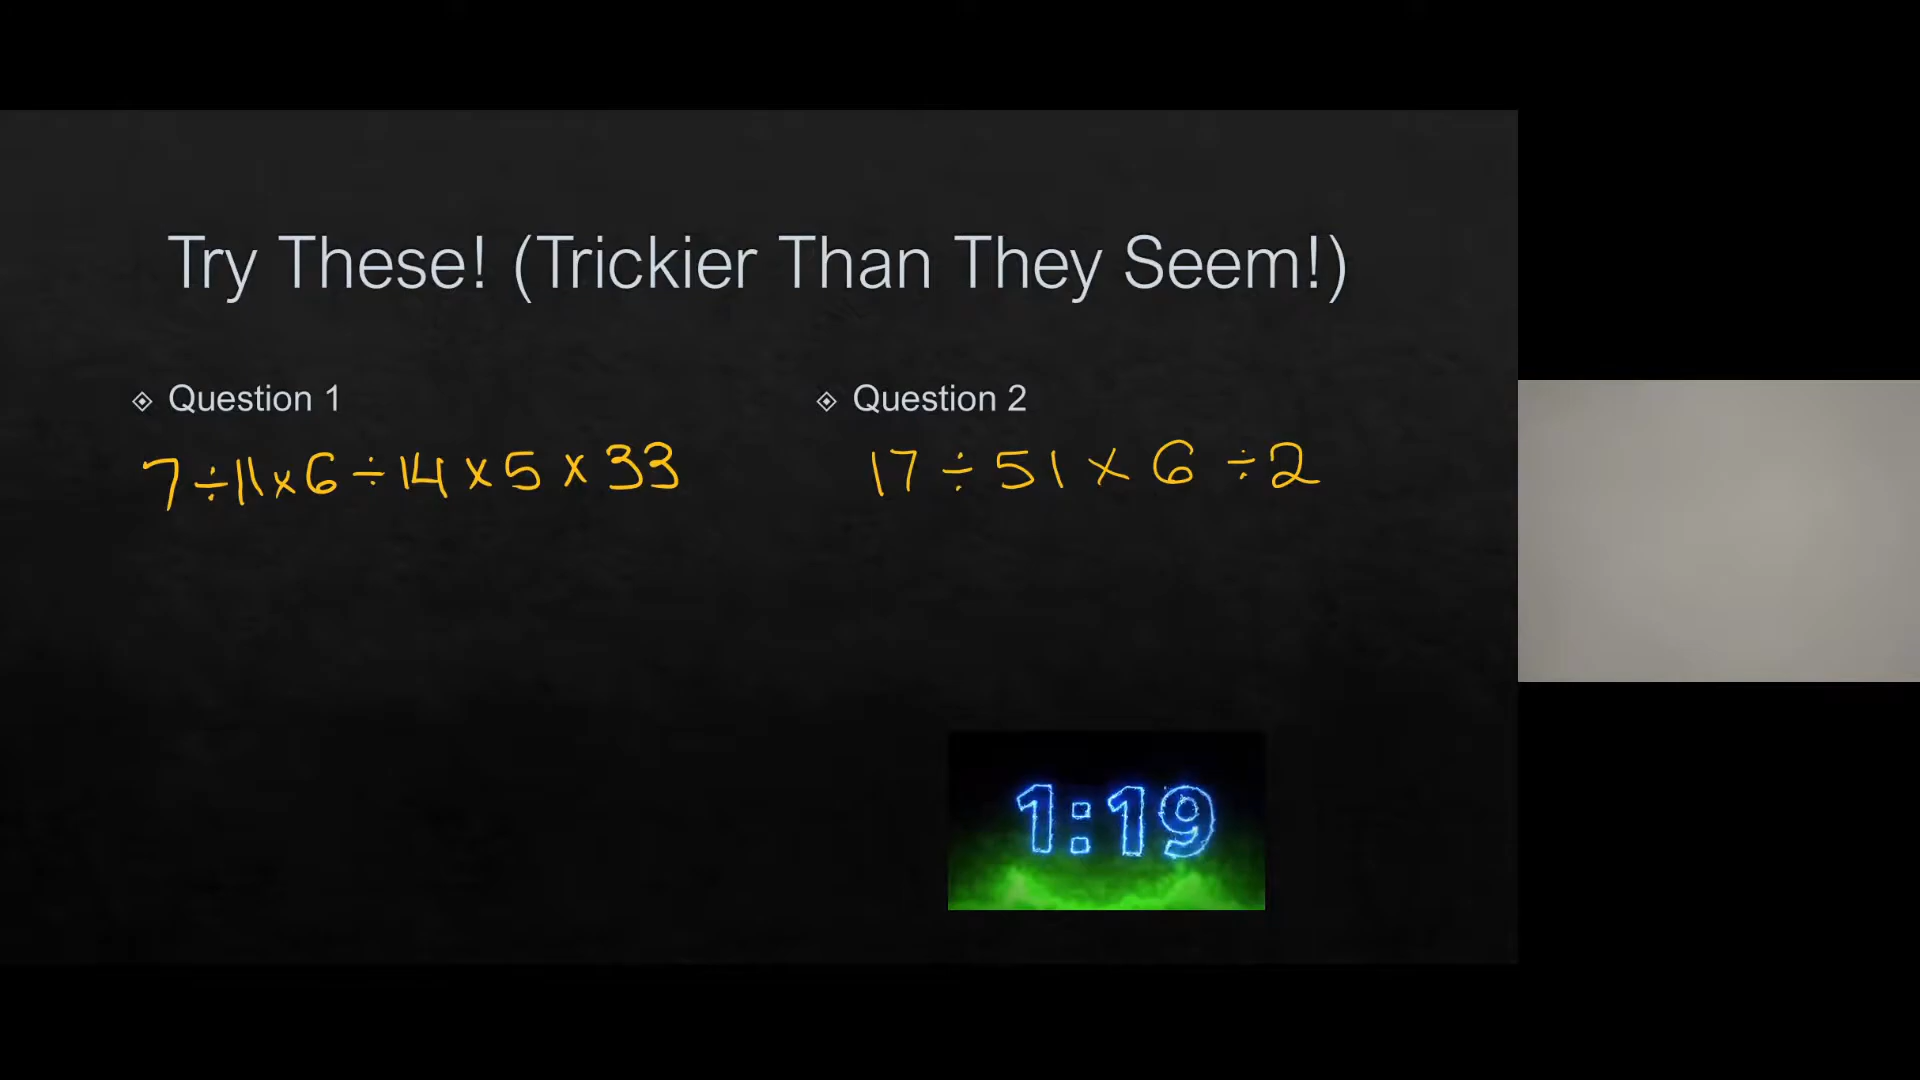 Try These! (Trickier Than They Seem!)
Question 1
7÷11×6÷14×5×33
Question 2
17÷51×6÷2
1:19